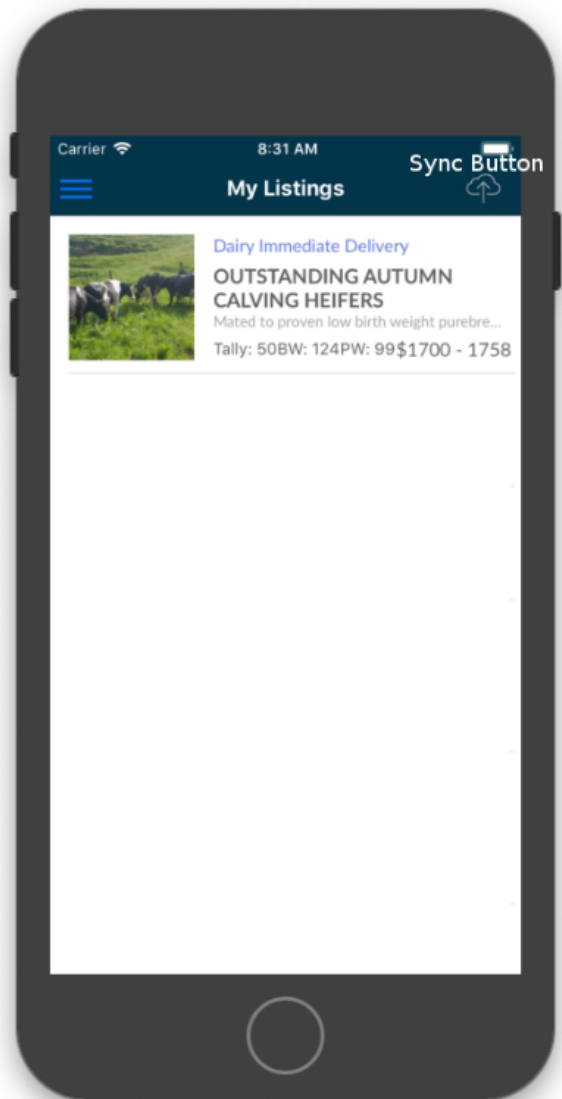 Carrier 8:31 AM
Sync Button
My Listings
Dairy Immediate Delivery
OUTSTANDING AUTUMN
CALVING HEIFERS
Mated to proven low birth weight purebre...
Tally: 50BW: 124PW: 99$1700 - 1758